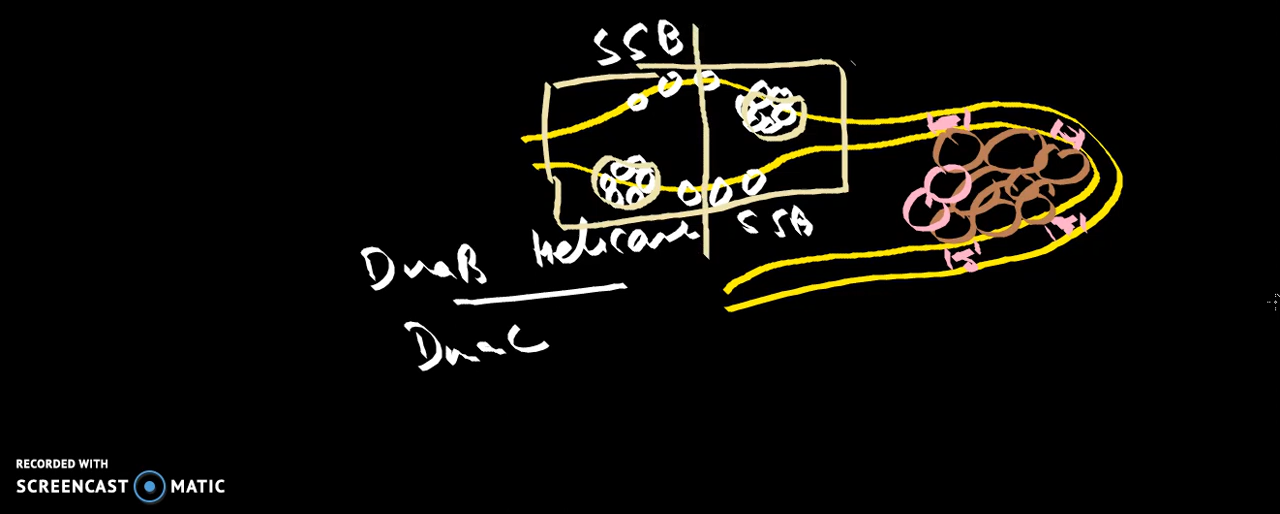 SSB
SSB
DnaB Helicase
DnaC
RECORDED WITH
SCREENCAST MATIC